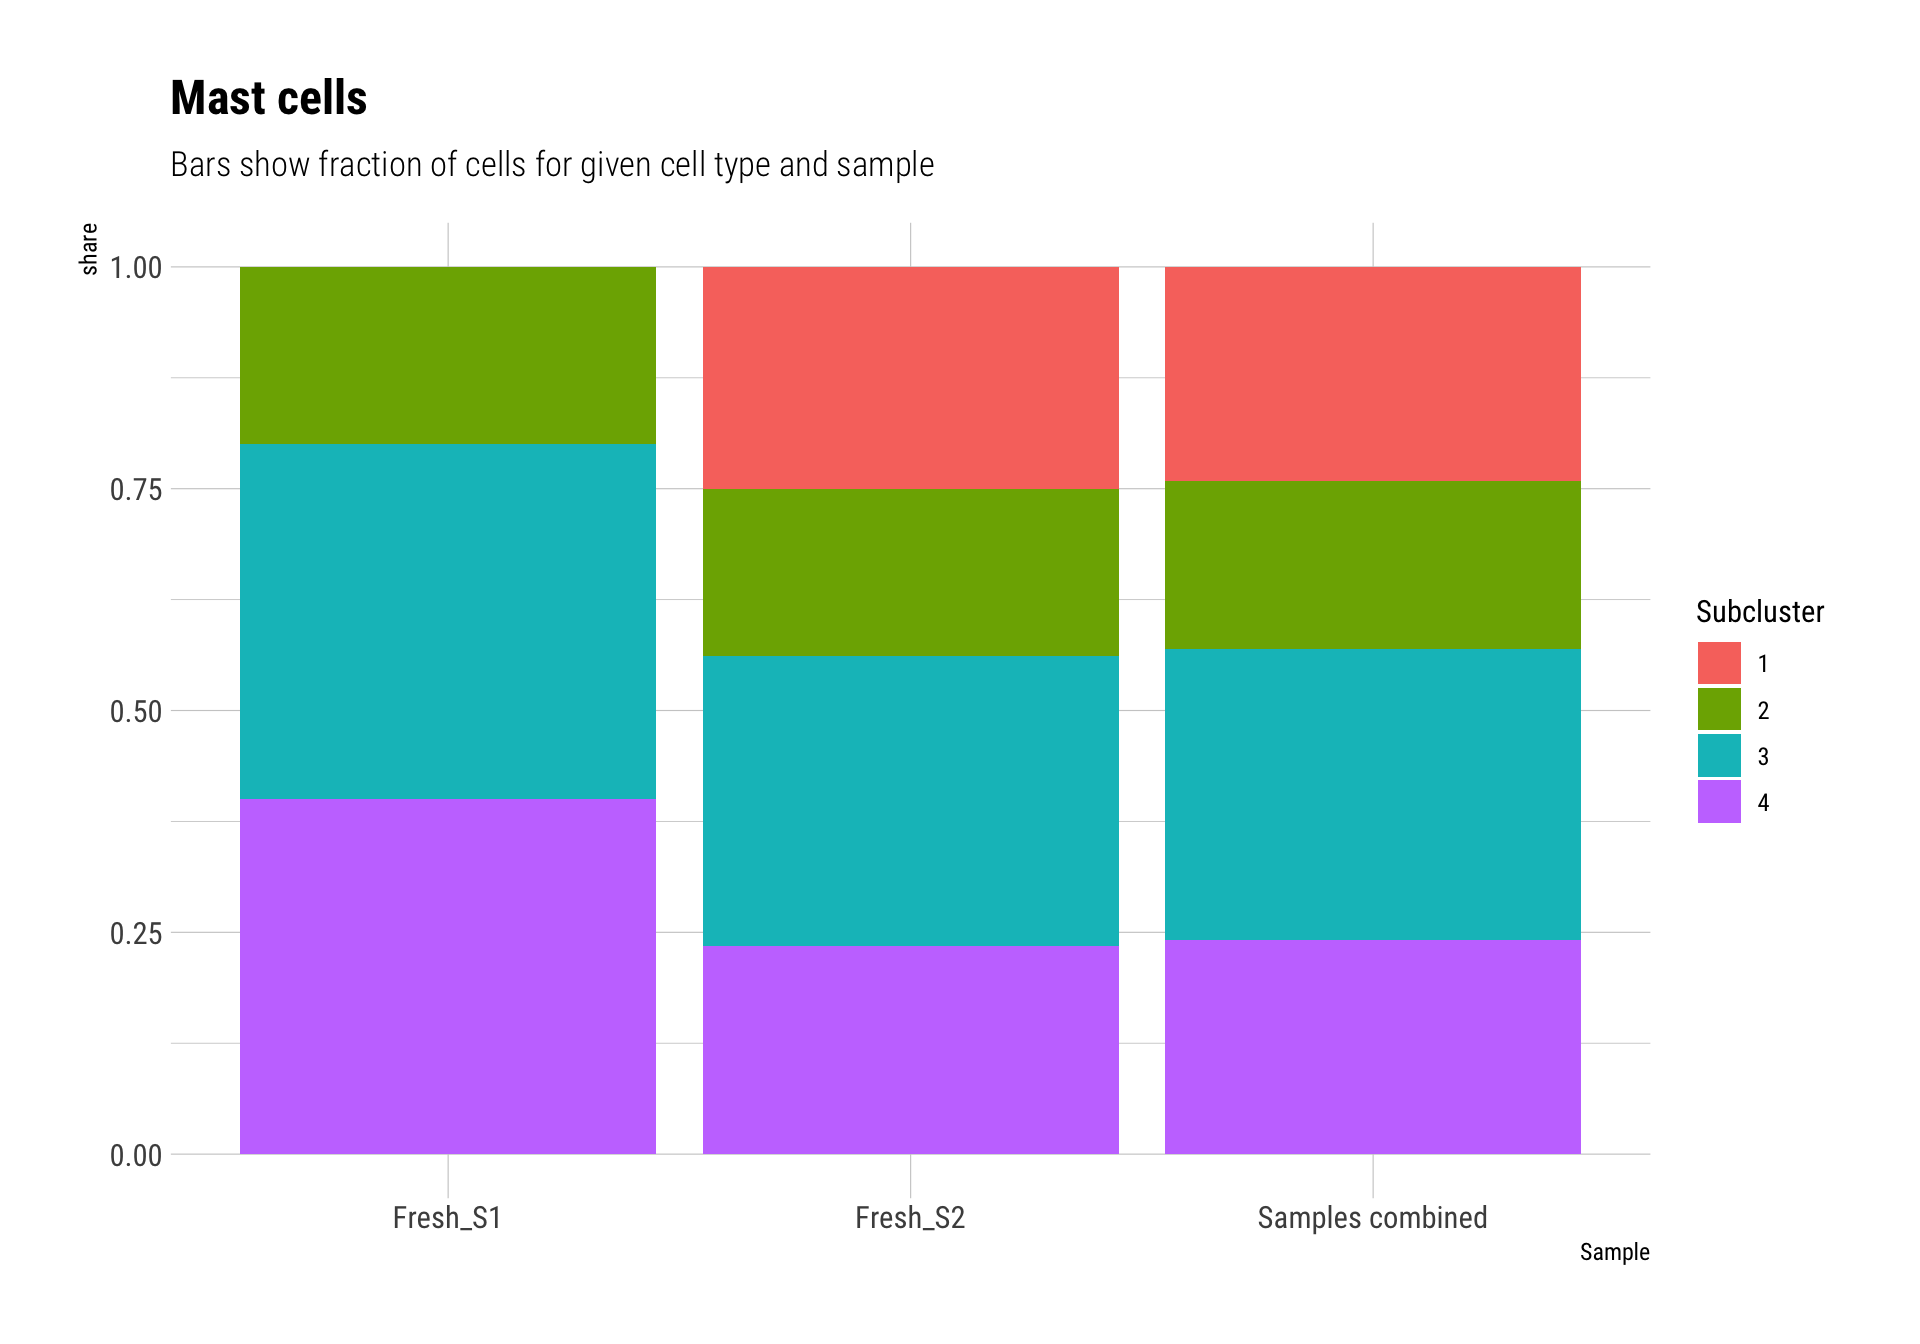 Mast cells
Bars show fraction of cells for given cell type and sample
share
1.00
0.75
0.50
0.25
0.00
Fresh_S1
Fresh_S2
Samples combined
Sample
Subcluster
1
2
3
4